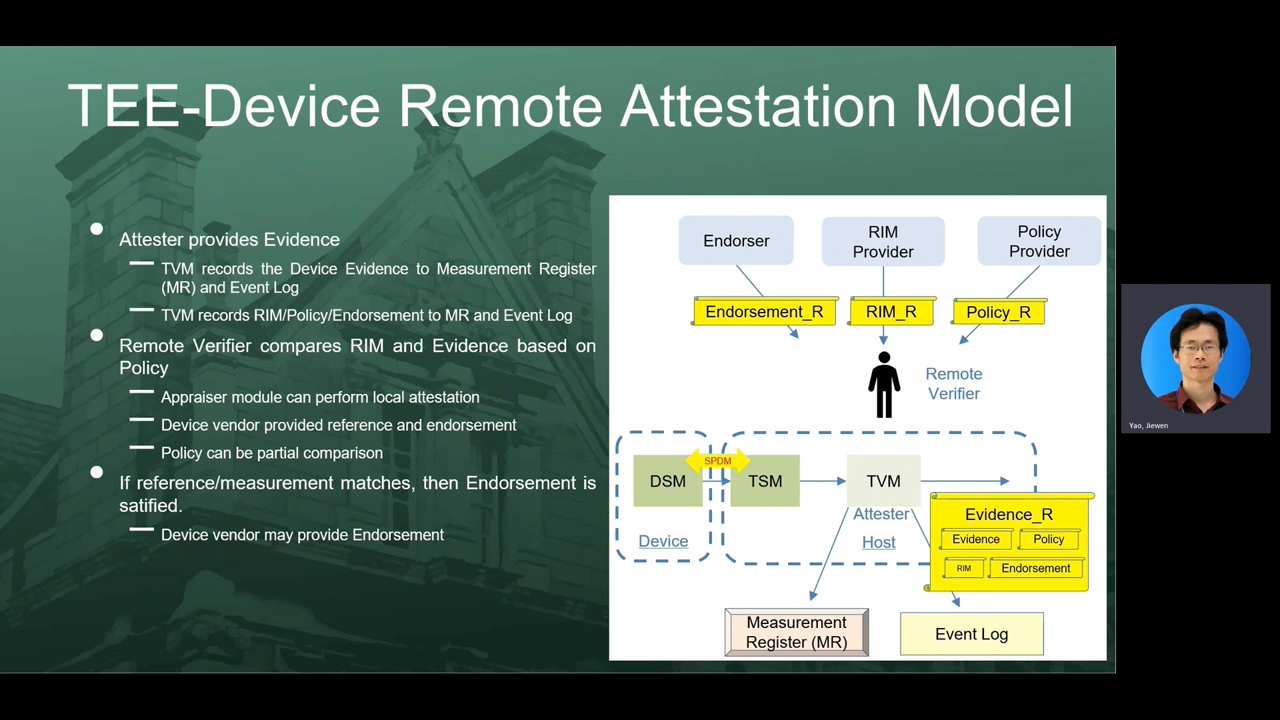 TEE-Device Remote Attestation Model
Attester provides Evidence
TVM records the Device Evidence to Measurement Register
(MR) and Event Log
TVM records RIM/Policy/Endorsement to MR and Event Log
Remote Verifier compares RIM and Evidence based on
Policy
Appraiser module can perform local attestation
Device vendor provided reference and endorsement
Policy can be partial comparison
If reference/measurement matches, then Endorsement is
satified.
Device vendor may provide Endorsement
Endorser
RIM
Provider
Policy
Provider
Endorsement_R
RIM_R
Policy_R
Remote
Verifier
SPDM
DSM
TSM
TVM
Attester
Device
Host
Evidence_R
Evidence
Policy
RIM
Endorsement
Measurement
Register (MR)
Event Log
Yao, Jiewen